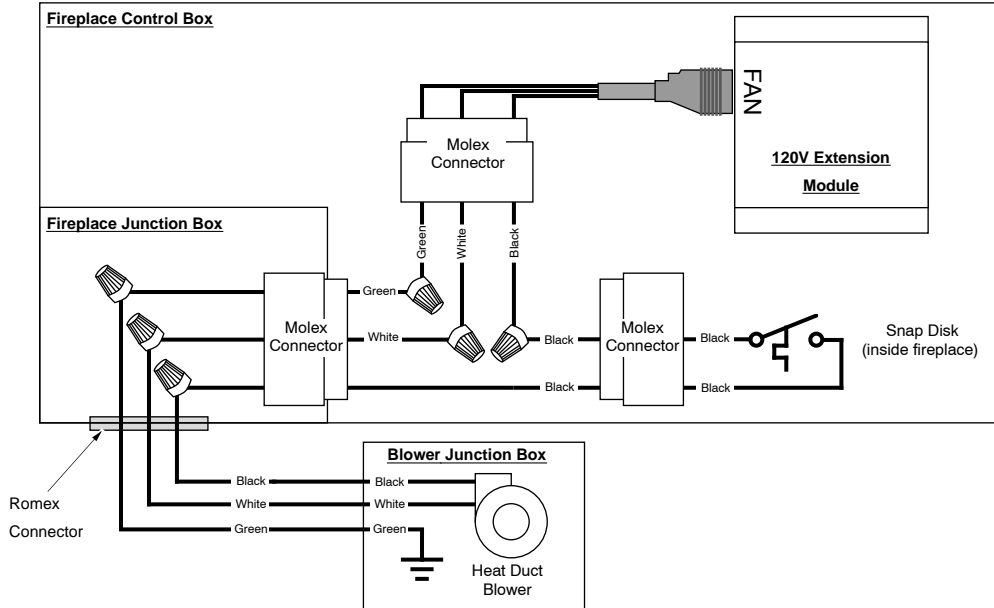 Fireplace Control Box
FAN
120V Extension
Module
Molex
Connector
Green
White
Black
Fireplace Junction Box
Molex
Connector
Green
White
Black
Black
Molex
Connector
Black
Black
Snap Disk
(inside fireplace)
Romex
Connector
Blower Junction Box
Black
Black
White
White
Green
Green
Heat Duct
Blower